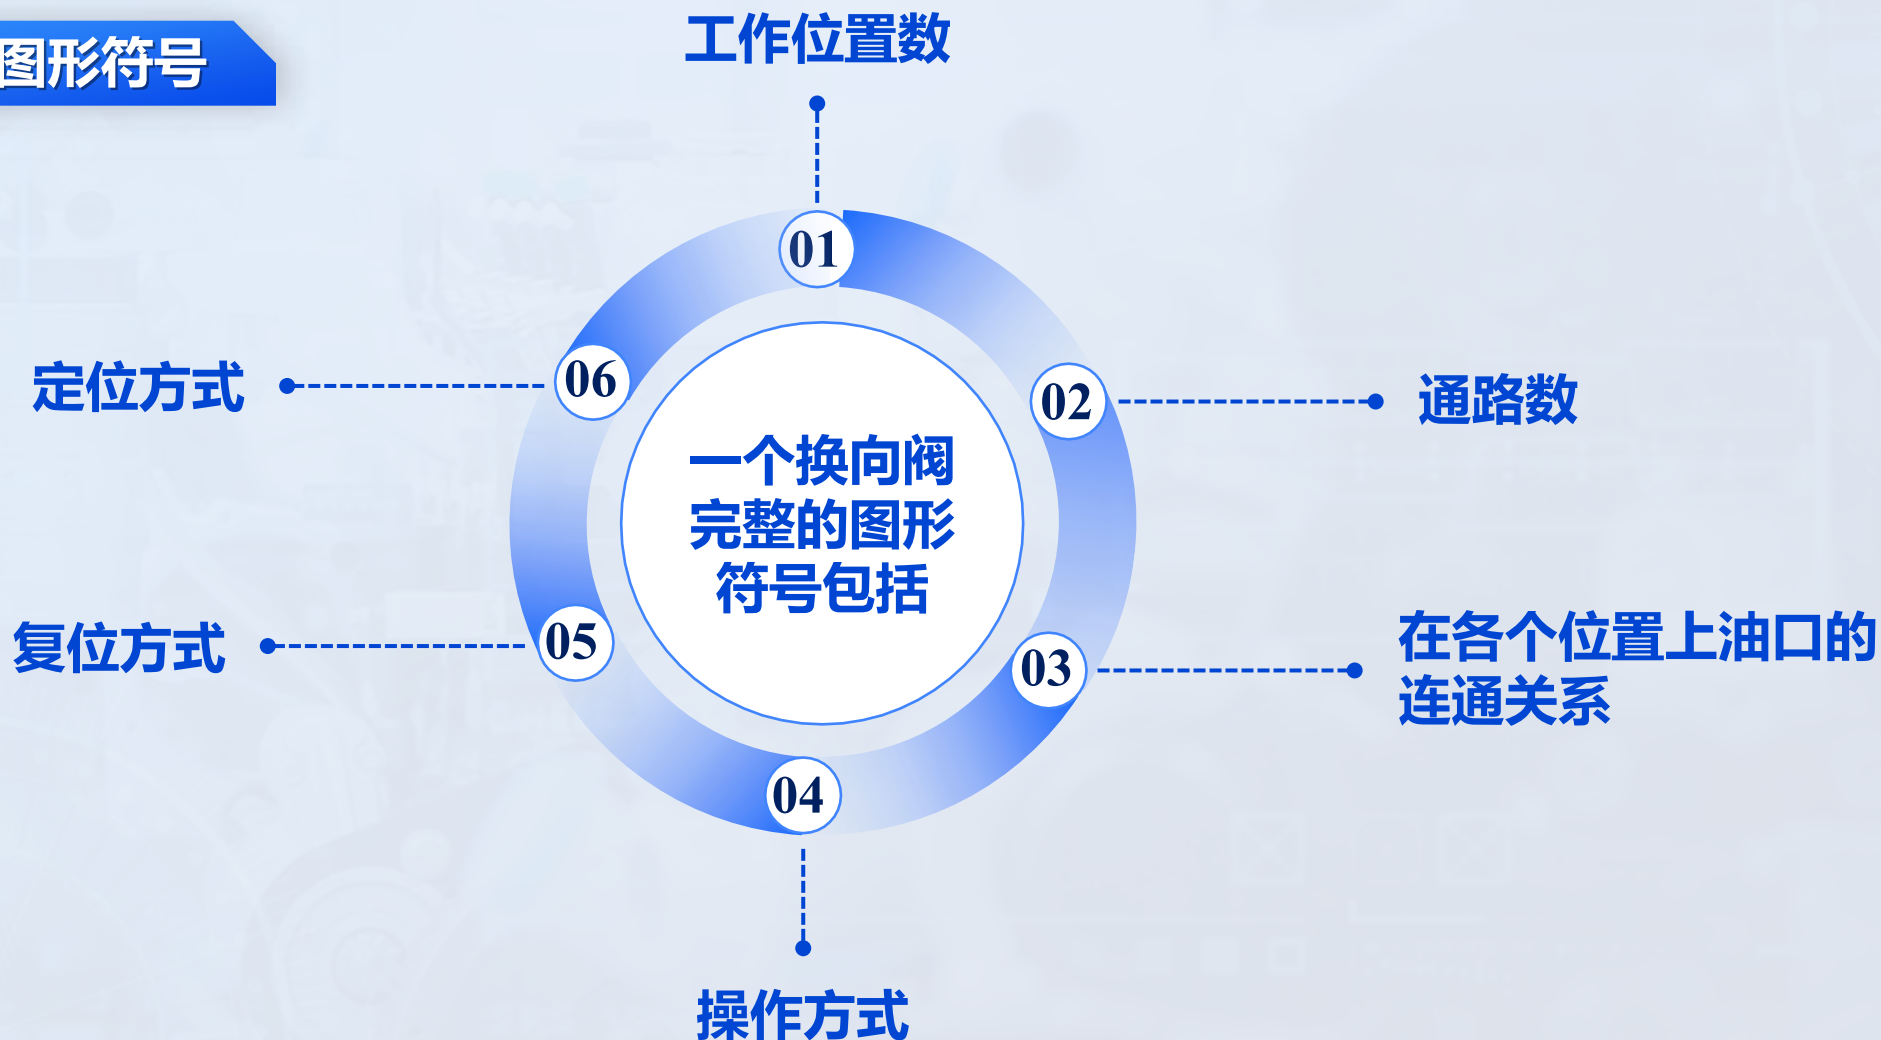 图形符号
工作位置数
01
02
通路数
03
在各个位置上油口的
连通关系
04
操作方式
05
复位方式
06
定位方式
一个换向阀
完整的图形
符号包括